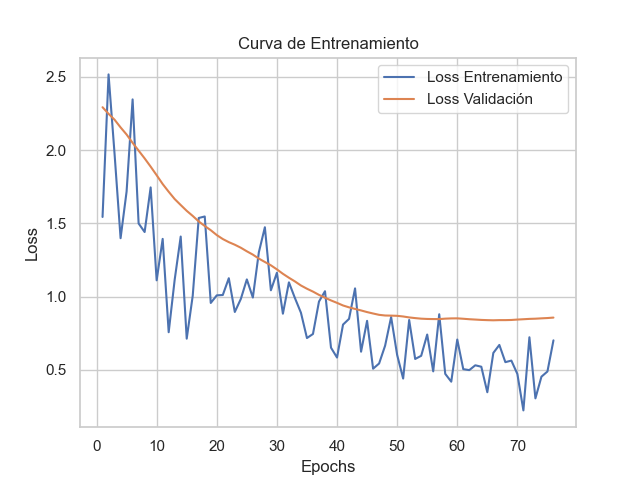 Curva de Entrenamiento
Loss Entrenamiento
Loss Validación
Loss
2.5
2.0
1.5
1.0
0.5
0 10 20 30 40 50 60 70
Epochs